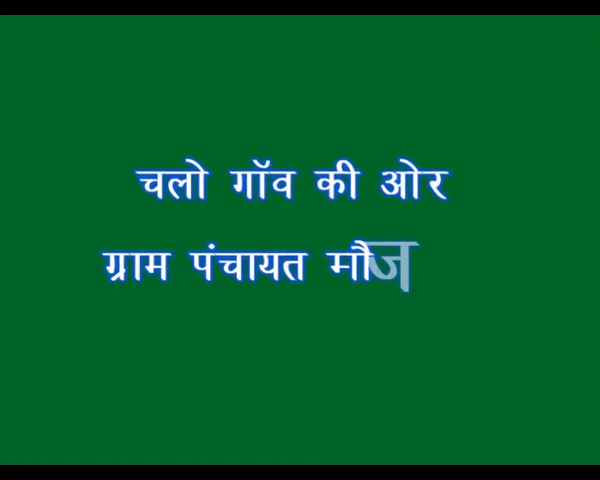 चलो गॉव की ओर
ग्राम पंचायत मौज